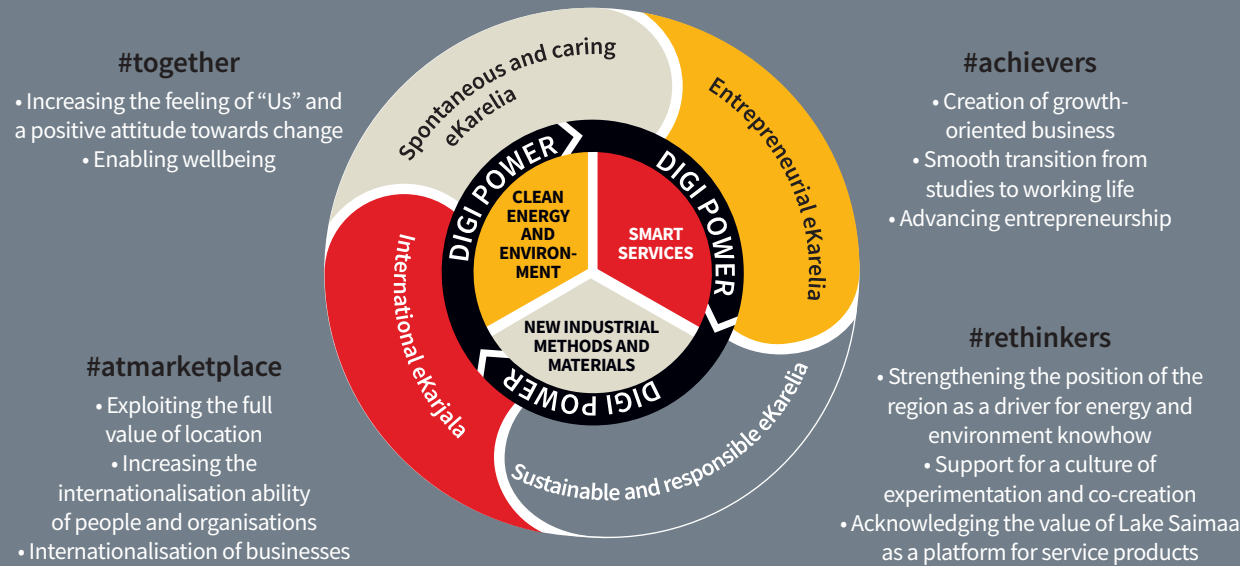 #together
• Increasing the feeling of “Us” and
a positive attitude towards change
• Enabling wellbeing
#atmarketplace
• Exploiting the full
value of location
• Increasing the
internationalisation ability
of people and organisations
• Internationalisation of businesses
Spontaneous and caring
eKarelia
Entrepreneurial eKarelia
International eKarjala
Sustainable and responsible eKarelia
DIGI POWER
DIGI POWER
DIGI POWER
CLEAN
ENERGY
AND
ENVIRON-
MENT
SMART
SERVICES
NEW INDUSTRIAL
METHODS AND
MATERIALS
#achievers
• Creation of growth-
oriented business
• Smooth transition from
studies to working life
• Advancing entrepreneurship
#rethinkers
• Strengthening the position of the
region as a driver for energy and
environment knowhow
• Support for a culture of
experimentation and co-creation
• Acknowledging the value of Lake Saimaa
as a platform for service products